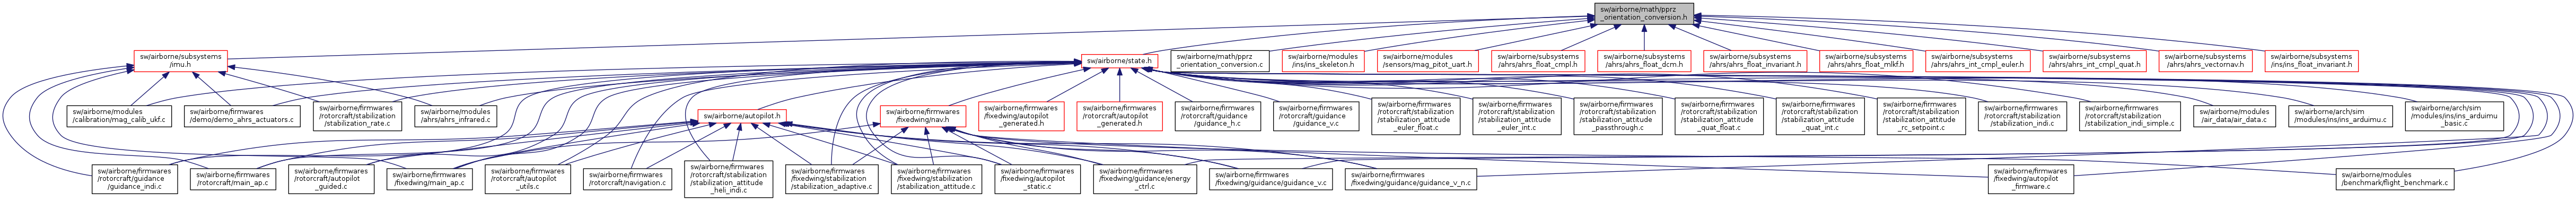 sw/airborne/math/pprz
_orientation_conversion.h
sw/airborne/subsystems
/imu.h
sw/airborne/state.h
sw/airborne/math/pprz
_orientation_conversion.c
sw/airborne/modules
/ins/ins_skeleton.h
sw/airborne/modules
/sensors/mag_pitot_uart.h
sw/airborne/subsystems
/ahrs/ahrs_float_cmpl.h
sw/airborne/subsystems
/ahrs/ahrs_float_dcm.h
sw/airborne/subsystems
/ahrs/ahrs_float_invariant.h
sw/airborne/subsystems
/ahrs/ahrs_float_mlkf.h
sw/airborne/subsystems
/ahrs/ahrs_int_cmpl_euler.h
sw/airborne/subsystems
/ahrs/ahrs_int_cmpl_quat.h
sw/airborne/subsystems
/ahrs/ahrs_vectornav.h
sw/airborne/subsystems
/ins/ins_float_invariant.h
sw/airborne/modules
/calibration/mag_calib_ukf.c
sw/airborne/firmwares
/demo/demo_ahrs_actuators.c
sw/airborne/firmwares
/rotorcraft/stabilization
/stabilization_rate.c
sw/airborne/modules
/ahrs/ahrs_infrared.c
sw/airborne/autopilot.h
sw/airborne/firmwares
/fixedwing/nav.h
sw/airborne/firmwares
/fixedwing/autopilot
_generated.h
sw/airborne/firmwares
/rotorcraft/autopilot
_generated.h
sw/airborne/firmwares
/rotorcraft/guidance
/guidance_h.c
sw/airborne/firmwares
/rotorcraft/guidance
/guidance_v.c
sw/airborne/firmwares
/rotorcraft/stabilization
/stabilization_attitude
_euler_float.c
sw/airborne/firmwares
/rotorcraft/stabilization
/stabilization_attitude
_euler_int.c
sw/airborne/firmwares
/rotorcraft/stabilization
/stabilization_attitude
_passthrough.c
sw/airborne/firmwares
/rotorcraft/stabilization
/stabilization_attitude
_quat_float.c
sw/airborne/firmwares
/rotorcraft/stabilization
/stabilization_attitude
_quat_int.c
sw/airborne/firmwares
/rotorcraft/stabilization
/stabilization_attitude
_rc_setpoint.c
sw/airborne/firmwares
/rotorcraft/stabilization
/stabilization_indi.c
sw/airborne/firmwares
/rotorcraft/stabilization
/stabilization_indi_simple.c
sw/airborne/modules
/air_data/air_data.c
sw/airborne/arch/sim
/modules/ins/ins_arduimu.c
sw/airborne/arch/sim
/modules/ins/ins_arduimu
_basic.c
sw/airborne/firmwares
/rotorcraft/guidance
/guidance_indi.c
sw/airborne/firmwares
/rotorcraft/main_ap.c
sw/airborne/firmwares
/rotorcraft/autopilot
_guided.c
sw/airborne/firmwares
/fixedwing/main_ap.c
sw/airborne/firmwares
/rotorcraft/autopilot
_utils.c
sw/airborne/firmwares
/rotorcraft/navigation.c
sw/airborne/firmwares
/rotorcraft/stabilization
/stabilization_attitude
_heli_indi.c
sw/airborne/firmwares
/fixedwing/stabilization
/stabilization_adaptive.c
sw/airborne/firmwares
/fixedwing/stabilization
/stabilization_attitude.c
sw/airborne/firmwares
/fixedwing/autopilot
_static.c
sw/airborne/firmwares
/fixedwing/guidance/energy
_ctrl.c
sw/airborne/firmwares
/fixedwing/guidance/guidance_v.c
sw/airborne/firmwares
/fixedwing/guidance/guidance_v_n.c
sw/airborne/firmwares
/fixedwing/autopilot
_firmware.c
sw/airborne/modules
/benchmark/flight_benchmark.c